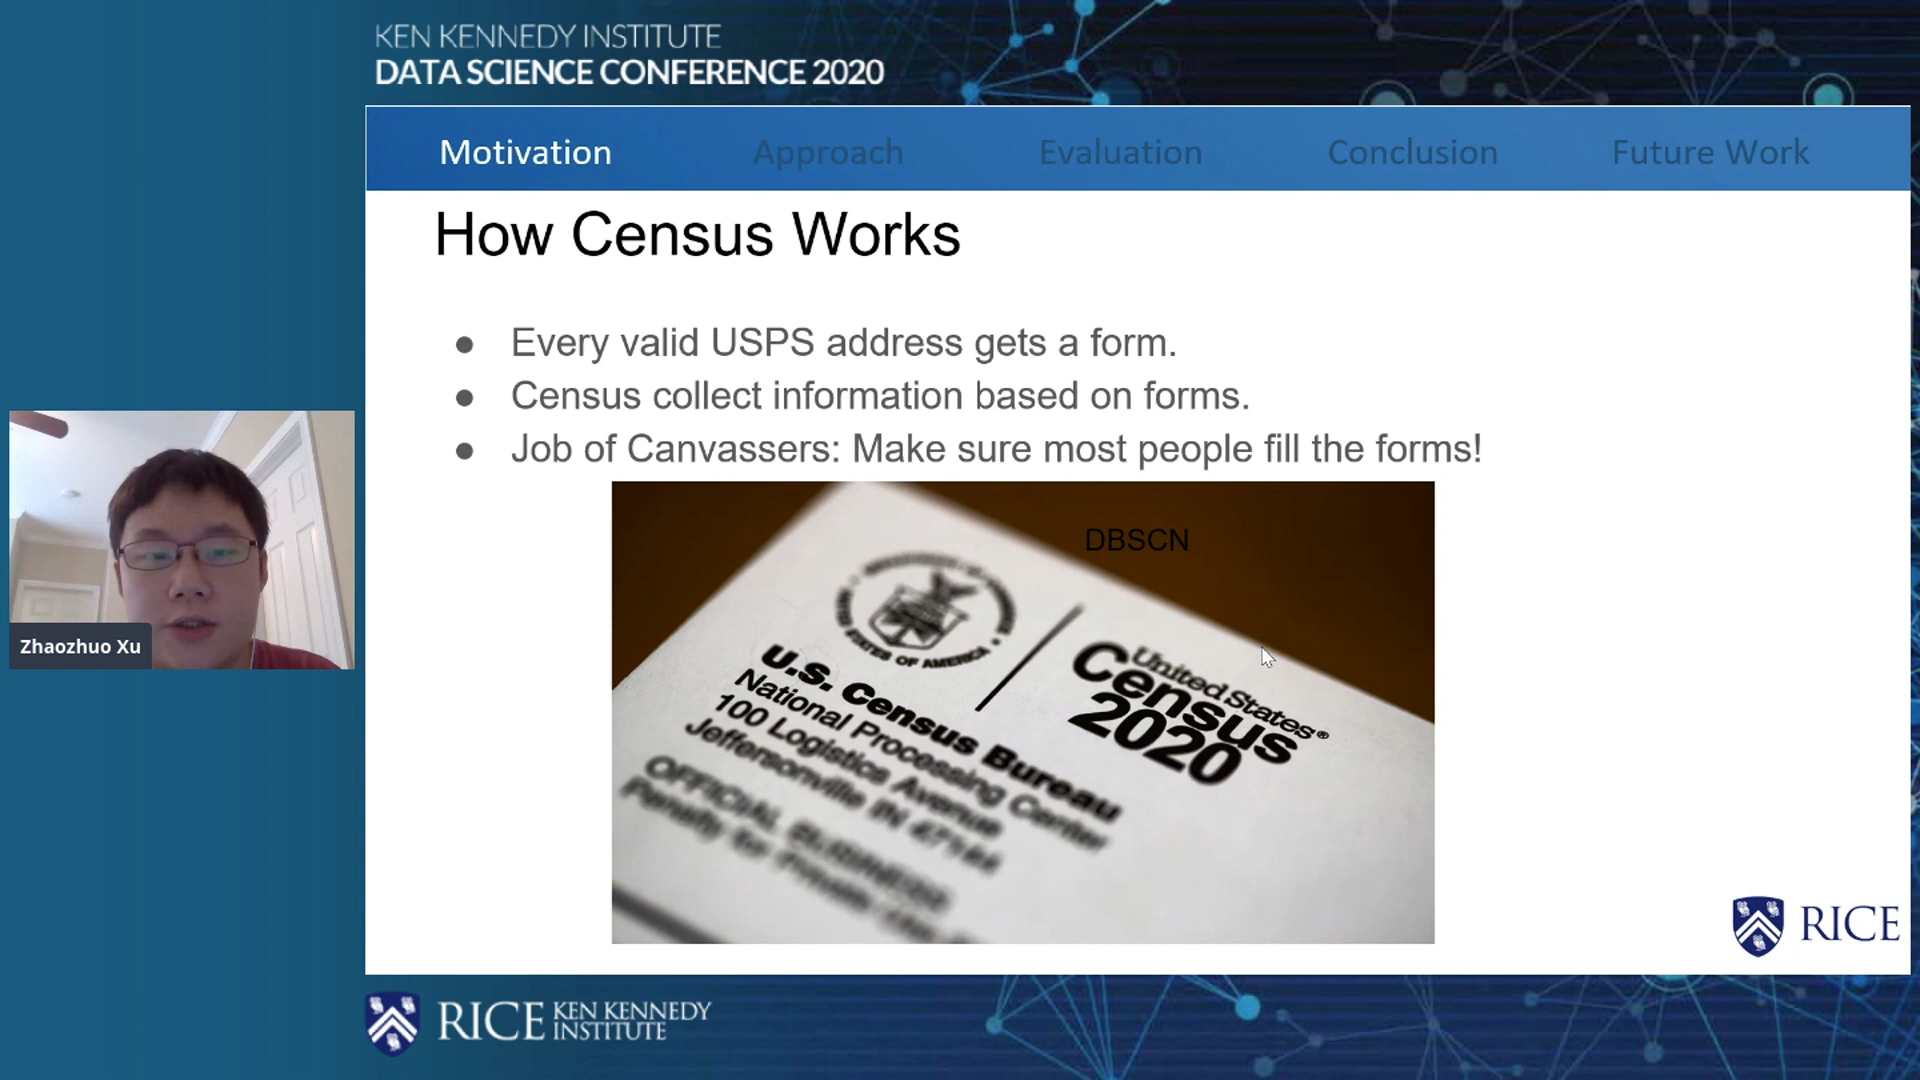 KEN KENNEDY INSTITUTE
DATA SCIENCE CONFERENCE 2020
Motivation Approach Evaluation Conclusion Future Work
How Census Works
● Every valid USPS address gets a form.
● Census collect information based on forms.
● Job of Canvassers: Make sure most people fill the forms!
DBSCN
STATES OF AMERICA
United States®
Census
2020
U.S. Census Bureau
National Processing Center
100 Logistics Avenue
Jeffersonville IN
OFFICIAL BUSINESS
Penalty for Private
Zhaozhuo Xu
RICE
RICE KEN KENNEDY
INSTITUTE